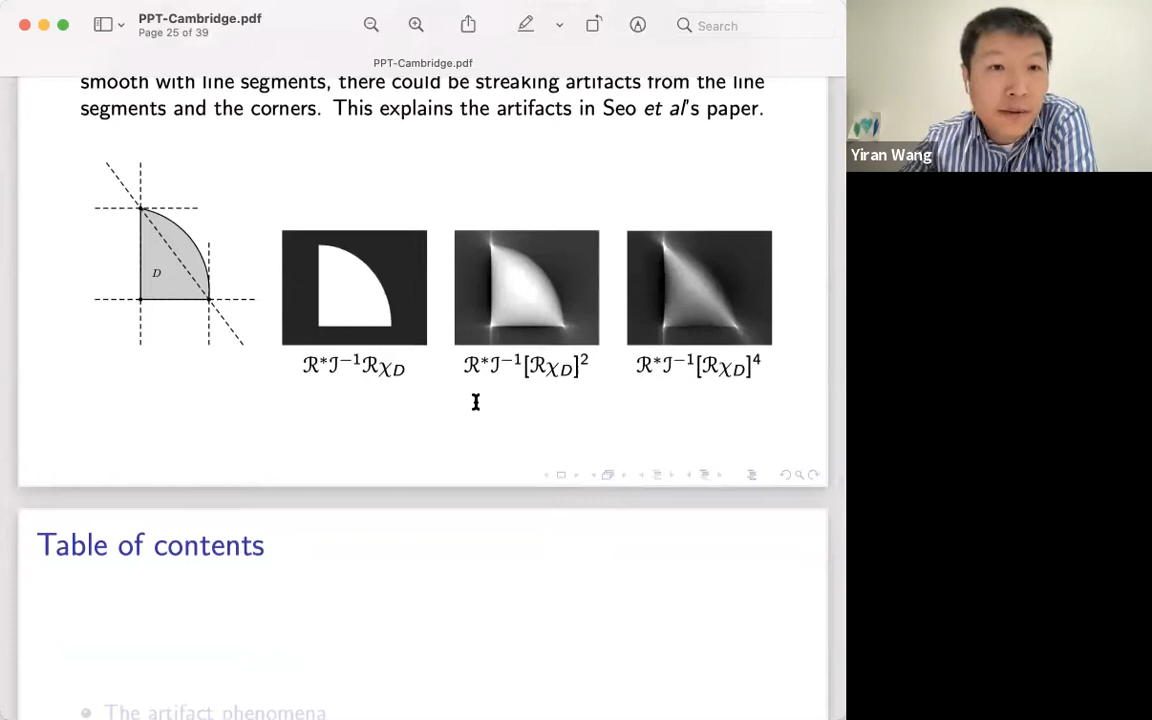 PPT-Cambridge.pdf
Page 25 of 39
Search
PPT-Cambridge.pdf
smooth with line segments, there could be streaking artifacts from the line
segments and the corners. This explains the artifacts in Seo et al's paper.
D
ℛ*ℐ⁻¹ℛχ_D
ℛ*ℐ⁻¹[ℛχ_D]²
ℛ*ℐ⁻¹[ℛχ_D]⁴
Table of contents
The artifact phenomena
Yiran Wang